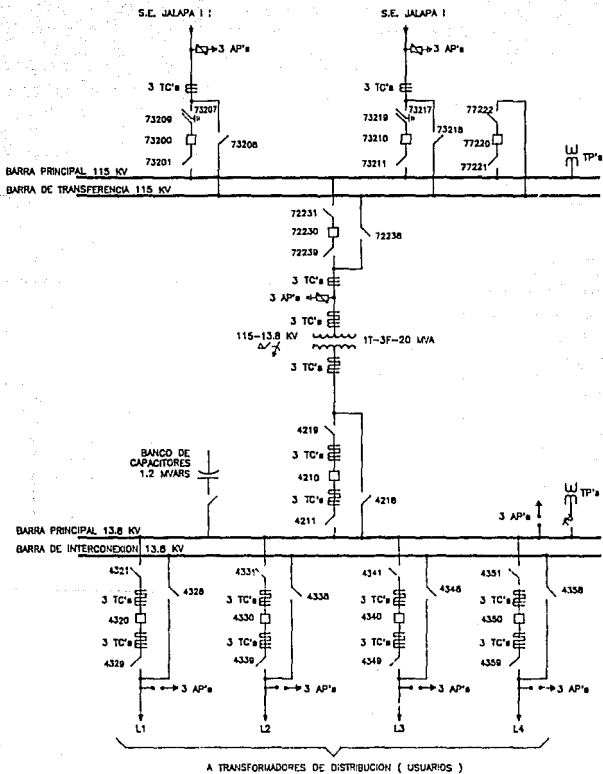 S.E. JALAPA I I
S.E. JALAPA I
3 AP's
3 AP's
3 TC's
3 TC's
73207
73209
73200
73201
73208
73217
73219
73210
73211
73218
77222
77220
77221
TP's
BARRA PRINCIPAL 115 KV
BARRA DE TRANSFERENCIA 115 KV
72231
72230
72239
72238
3 TC's
3 AP's
3 TC's
115-13.8 KV
1T-3F-20 MVA
3 TC's
4219
3 TC's
4210
3 TC's
4211
4218
BANCO DE
CAPACITORES
1.2 MVARS
3 AP's
TP's
BARRA PRINCIPAL 13.8 KV
BARRA DE INTERCONEXION 13.8 KV
4321
4328
4331
4338
4341
4348
4351
4358
3 TC's
3 TC's
3 TC's
3 TC's
4320
4330
4340
4350
3 TC's
3 TC's
3 TC's
3 TC's
4329
4339
4349
4359
3 AP's
3 AP's
3 AP's
3 AP's
L1
L2
L3
L4
A TRANSFORMADORES DE DISTRIBUCION ( USUARIOS )